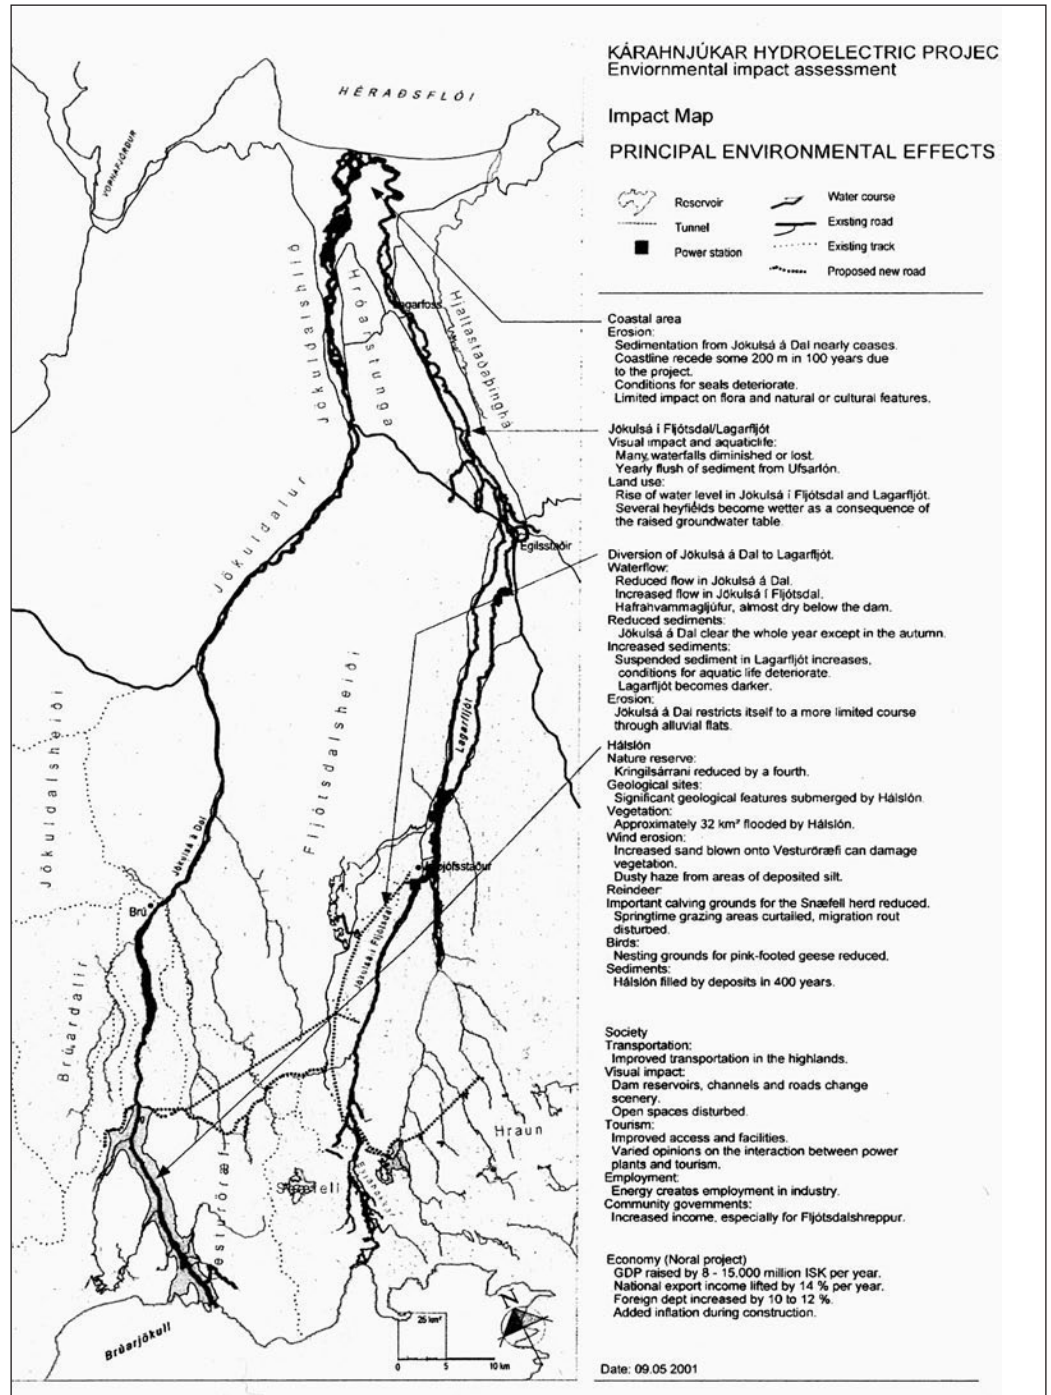 KÁRAHNJÚKAR HYDROELECTRIC PROJEC
Enviornmental impact assessment
Impact Map
PRINCIPAL ENVIRONMENTAL EFFECTS
Reservoir
Tunnel
Power station
Water course
Existing road
Existing track
Proposed new road
Coastal area
Erosion:
Sedimentation from Jökulsá á Dal nearly ceases.
Coastline recede some 200 m in 100 years due
to the project.
Conditions for seals deteriorate.
Limited impact on flora and natural or cultural features.
Jökulsá í Fljótsdal/Lagarfljót
Visual impact and aquaticlife:
Many waterfalls diminished or lost.
Yearly flush of sediment from Ufsarlón.
Land use:
Rise of water level in Jökulsá í Fljótsdal and Lagarfljót.
Several heyfields become wetter as a consequence of
the raised groundwater table.
Diversion of Jökulsá á Dal to Lagarfljót.
Waterflow:
Reduced flow in Jökulsá á Dal.
Increased flow in Jökulsá í Fljótsdal.
Hafrahvammagljúfur, almost dry below the dam.
Reduced sediments:
Jökulsá á Dal clear the whole year except in the autumn.
Increased sediments:
Suspended sediment in Lagarfljót increases,
conditions for aquatic life deteriorate.
Lagarfljót becomes darker.
Erosion:
Jökulsá á Dal restricts itself to a more limited course
through alluvial flats.
Hálslón
Nature reserve:
Kringilsárrani reduced by a fourth.
Geological sites:
Significant geological features submerged by Hálslón.
Vegetation:
Approximately 32 km² flooded by Hálslón.
Wind erosion:
Increased sand blown onto Vesturöræfi can damage
vegetation.
Dusty haze from areas of deposited silt.
Reindeer:
Important calving grounds for the Snæfell herd reduced.
Springtime grazing areas curtailed, migration rout
disturbed.
Birds:
Nesting grounds for pink-footed geese reduced.
Sediments:
Hálslón filled by deposits in 400 years.
Society
Transportation:
Improved transportation in the highlands.
Visual impact:
Dam reservoirs, channels and roads change
scenery.
Open spaces disturbed.
Tourism:
Improved access and facilities.
Varied opinions on the interaction between power
plants and tourism.
Employment:
Energy creates employment in industry.
Community governments:
Increased income, especially for Fljótsdalshreppur.
Economy (Noral project)
GDP raised by 8 - 15.000 million ISK per year.
National export income lifted by 14 % per year.
Foreign dept increased by 10 to 12 %.
Added inflation during construction.
Date: 09.05 2001
HÉRAÐSFLÓI
VOPNAFJÖRÐUR
Jökuldalshlíð
Hróarstunga
Lagarfoss
Hjaltastaðaþinghá
Jökuldalur
Egilsstaðir
Jökuldalsheiði
Fljótsdalsheiði
Lagarfljót
Jökulsá á Dal
Brú
Jökulsá í Fljótsdal
Brúardalir
Hraun
Brúarjökull
N
25 km²
0 5 10 km